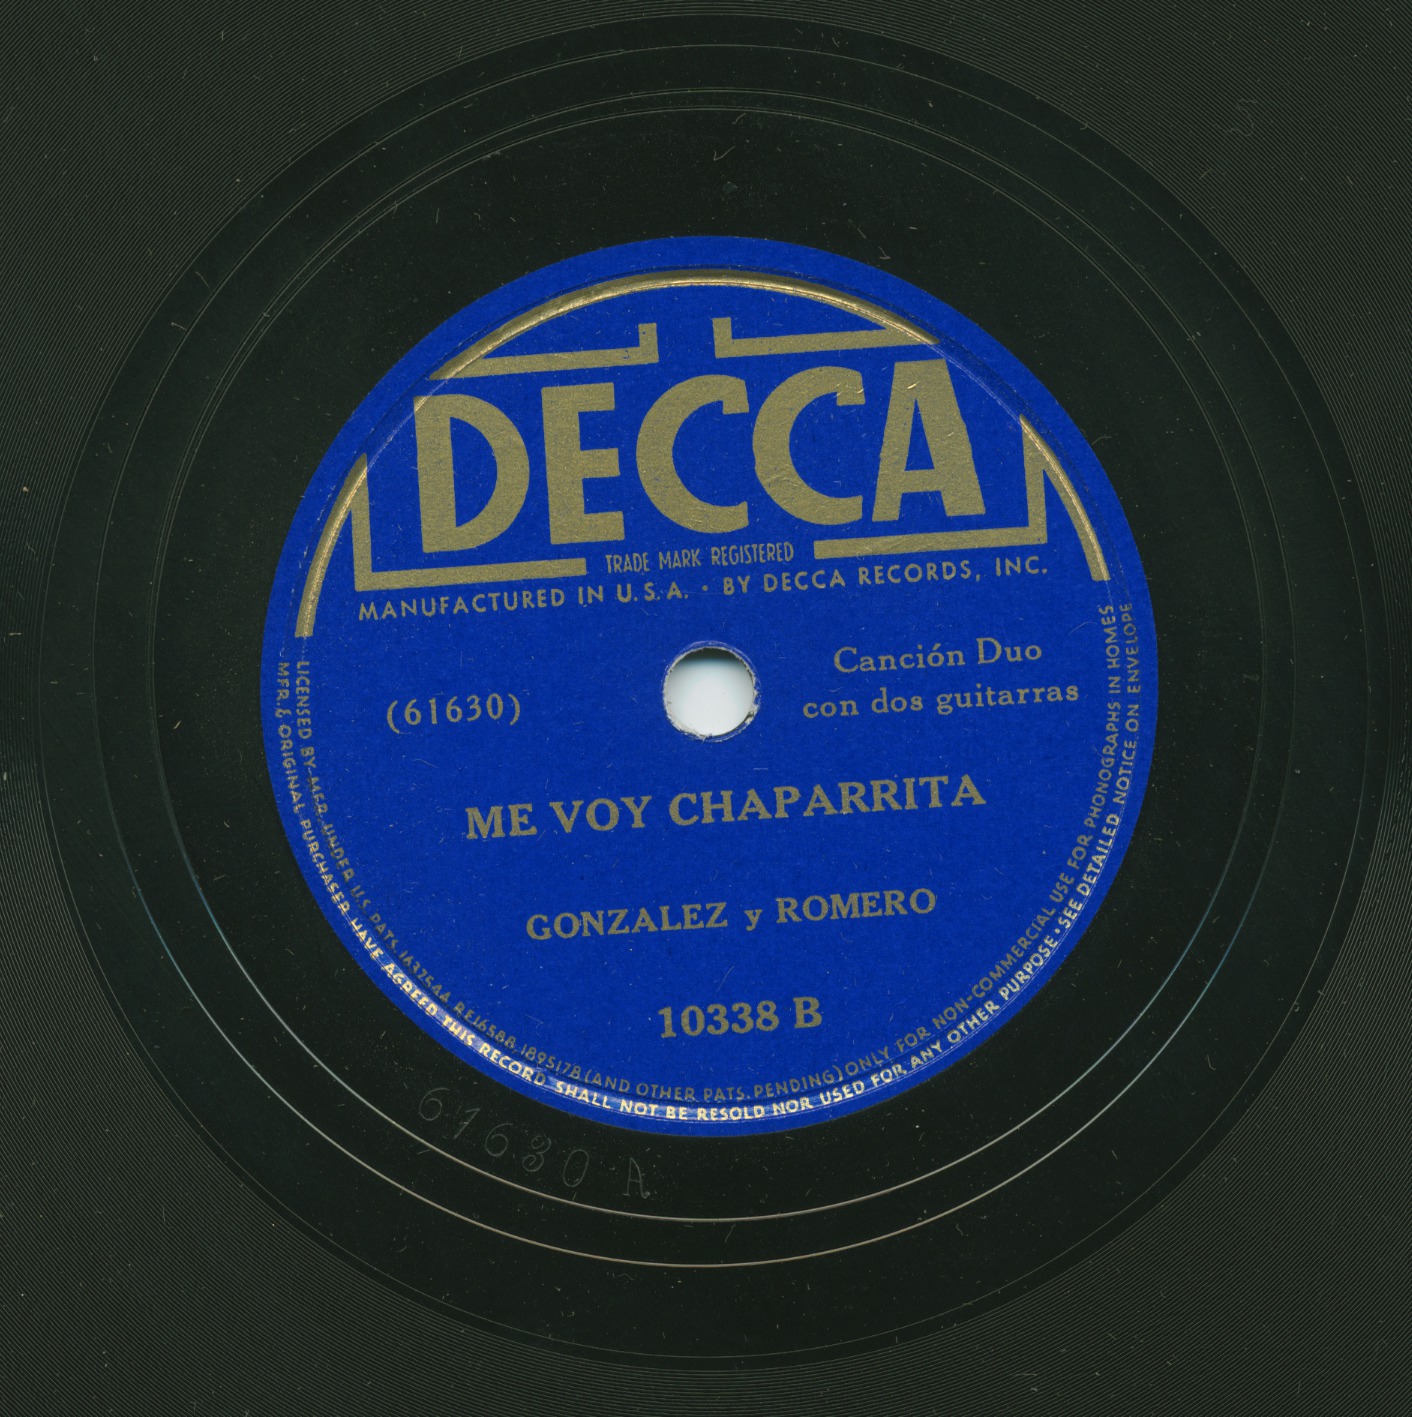 DECCA
TRADE MARK REGISTERED
MANUFACTURED IN U.S.A. · BY DECCA RECORDS, INC.
(61630)
Canción Duo
con dos guitarras
ME VOY CHAPARRITA
GONZALEZ y ROMERO
10338 B
LICENSED BY MFR. UNDER U.S. PATS. 1637544 RE16588 1895178 (AND OTHER PATS. PENDING) ONLY FOR NON-COMMERCIAL USE FOR PHONOGRAPHS IN HOMES
MFR. & ORIGINAL PURCHASER HAVE AGREED THIS RECORD SHALL NOT BE RESOLD NOR USED FOR ANY OTHER PURPOSE · SEE DETAILED NOTICE ON ENVELOPE
61630 A